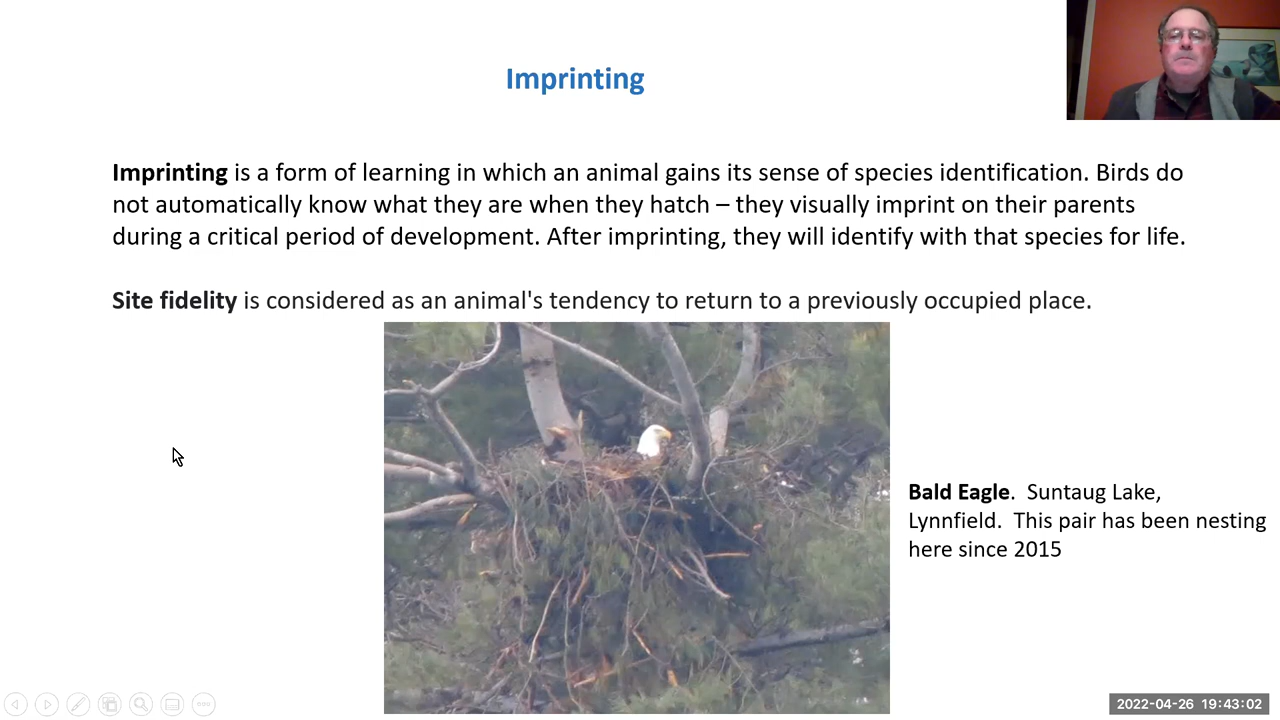 Imprinting
Imprinting is a form of learning in which an animal gains its sense of species identification. Birds do
not automatically know what they are when they hatch – they visually imprint on their parents
during a critical period of development. After imprinting, they will identify with that species for life.
Site fidelity is considered as an animal's tendency to return to a previously occupied place.
Bald Eagle. Suntaug Lake,
Lynnfield. This pair has been nesting
here since 2015
2022-04-26 19:43:02